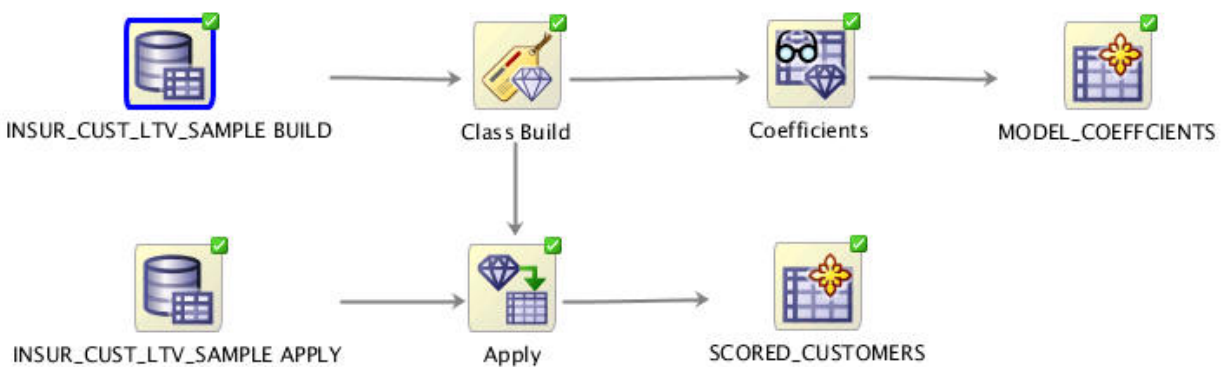 INSUR_CUST_LTV_SAMPLE BUILD
Class Build
Coefficients
MODEL_COEFFCIENTS
INSUR_CUST_LTV_SAMPLE APPLY
Apply
SCORED_CUSTOMERS